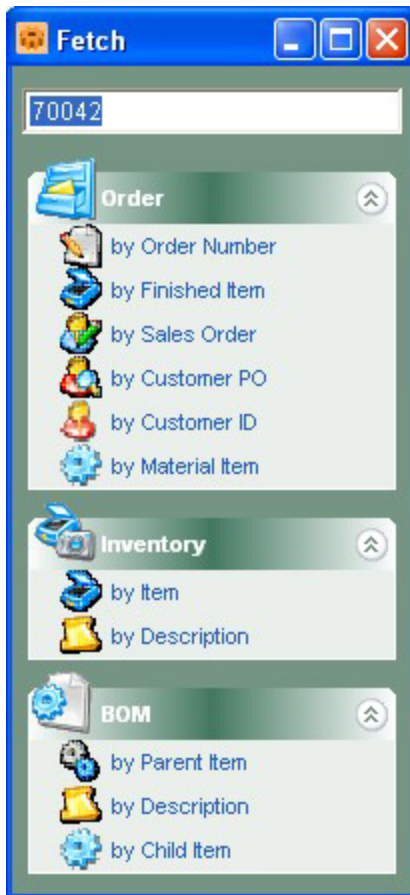 Fetch
70042
Order
by Order Number
by Finished Item
by Sales Order
by Customer PO
by Customer ID
by Material Item
Inventory
by Item
by Description
BOM
by Parent Item
by Description
by Child Item